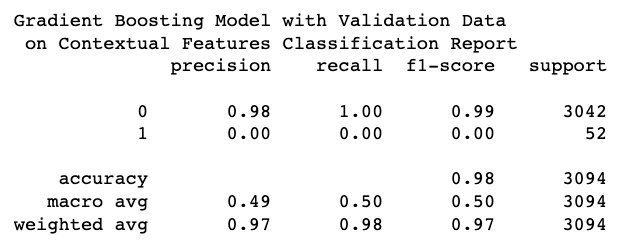 Gradient Boosting Model with Validation Data
on Contextual Features Classification Report
precision recall f1-score support
0 0.98 1.00 0.99 3042
1 0.00 0.00 0.00 52
accuracy 0.98 3094
macro avg 0.49 0.50 0.50 3094
weighted avg 0.97 0.98 0.97 3094